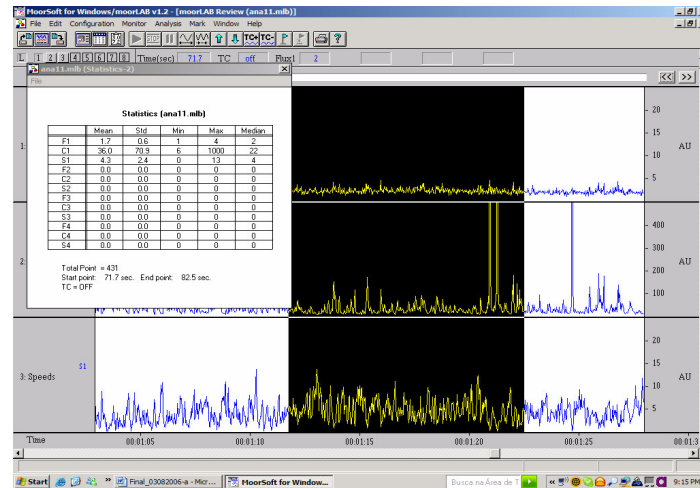 MoorSoft for Windows/moorLAB v1.2 - [moorLAB Review (ana11.mlb)]
File Edit Configuration Monitor Analysis Mark Window Help
STOP TC+ TC-
L 1 2 3 4 5 6 7 8 Time(sec) 71.7 TC off Flux1 2
ana11.mlb (Statistics-2)
File
<< >>
Statistics (ana11.mlb)
Mean Std Min Max Median
F1 1.7 0.6 1 4 2
C1 36.0 70.9 6 1000 22
S1 4.3 2.4 0 13 4
F2 0.0 0.0 0 0 0
C2 0.0 0.0 0 0 0
S2 0.0 0.0 0 0 0
F3 0.0 0.0 0 0 0
C3 0.0 0.0 0 0 0
S3 0.0 0.0 0 0 0
F4 0.0 0.0 0 0 0
C4 0.0 0.0 0 0 0
S4 0.0 0.0 0 0 0
Total Point = 431
Start point: 71.7 sec. End point: 82.5 sec.
TC = OFF
1:
20
15
10
5
AU
2:
400
300
200
100
AU
3: Speeds
S1
20
15
10
5
AU
Time 00:01:05 00:01:10 00:01:15 00:01:20 00:01:25 00:01:3
Start Final_03082006-a - Micr... MoorSoft for Window... Busca na Área de T 9:15 PM